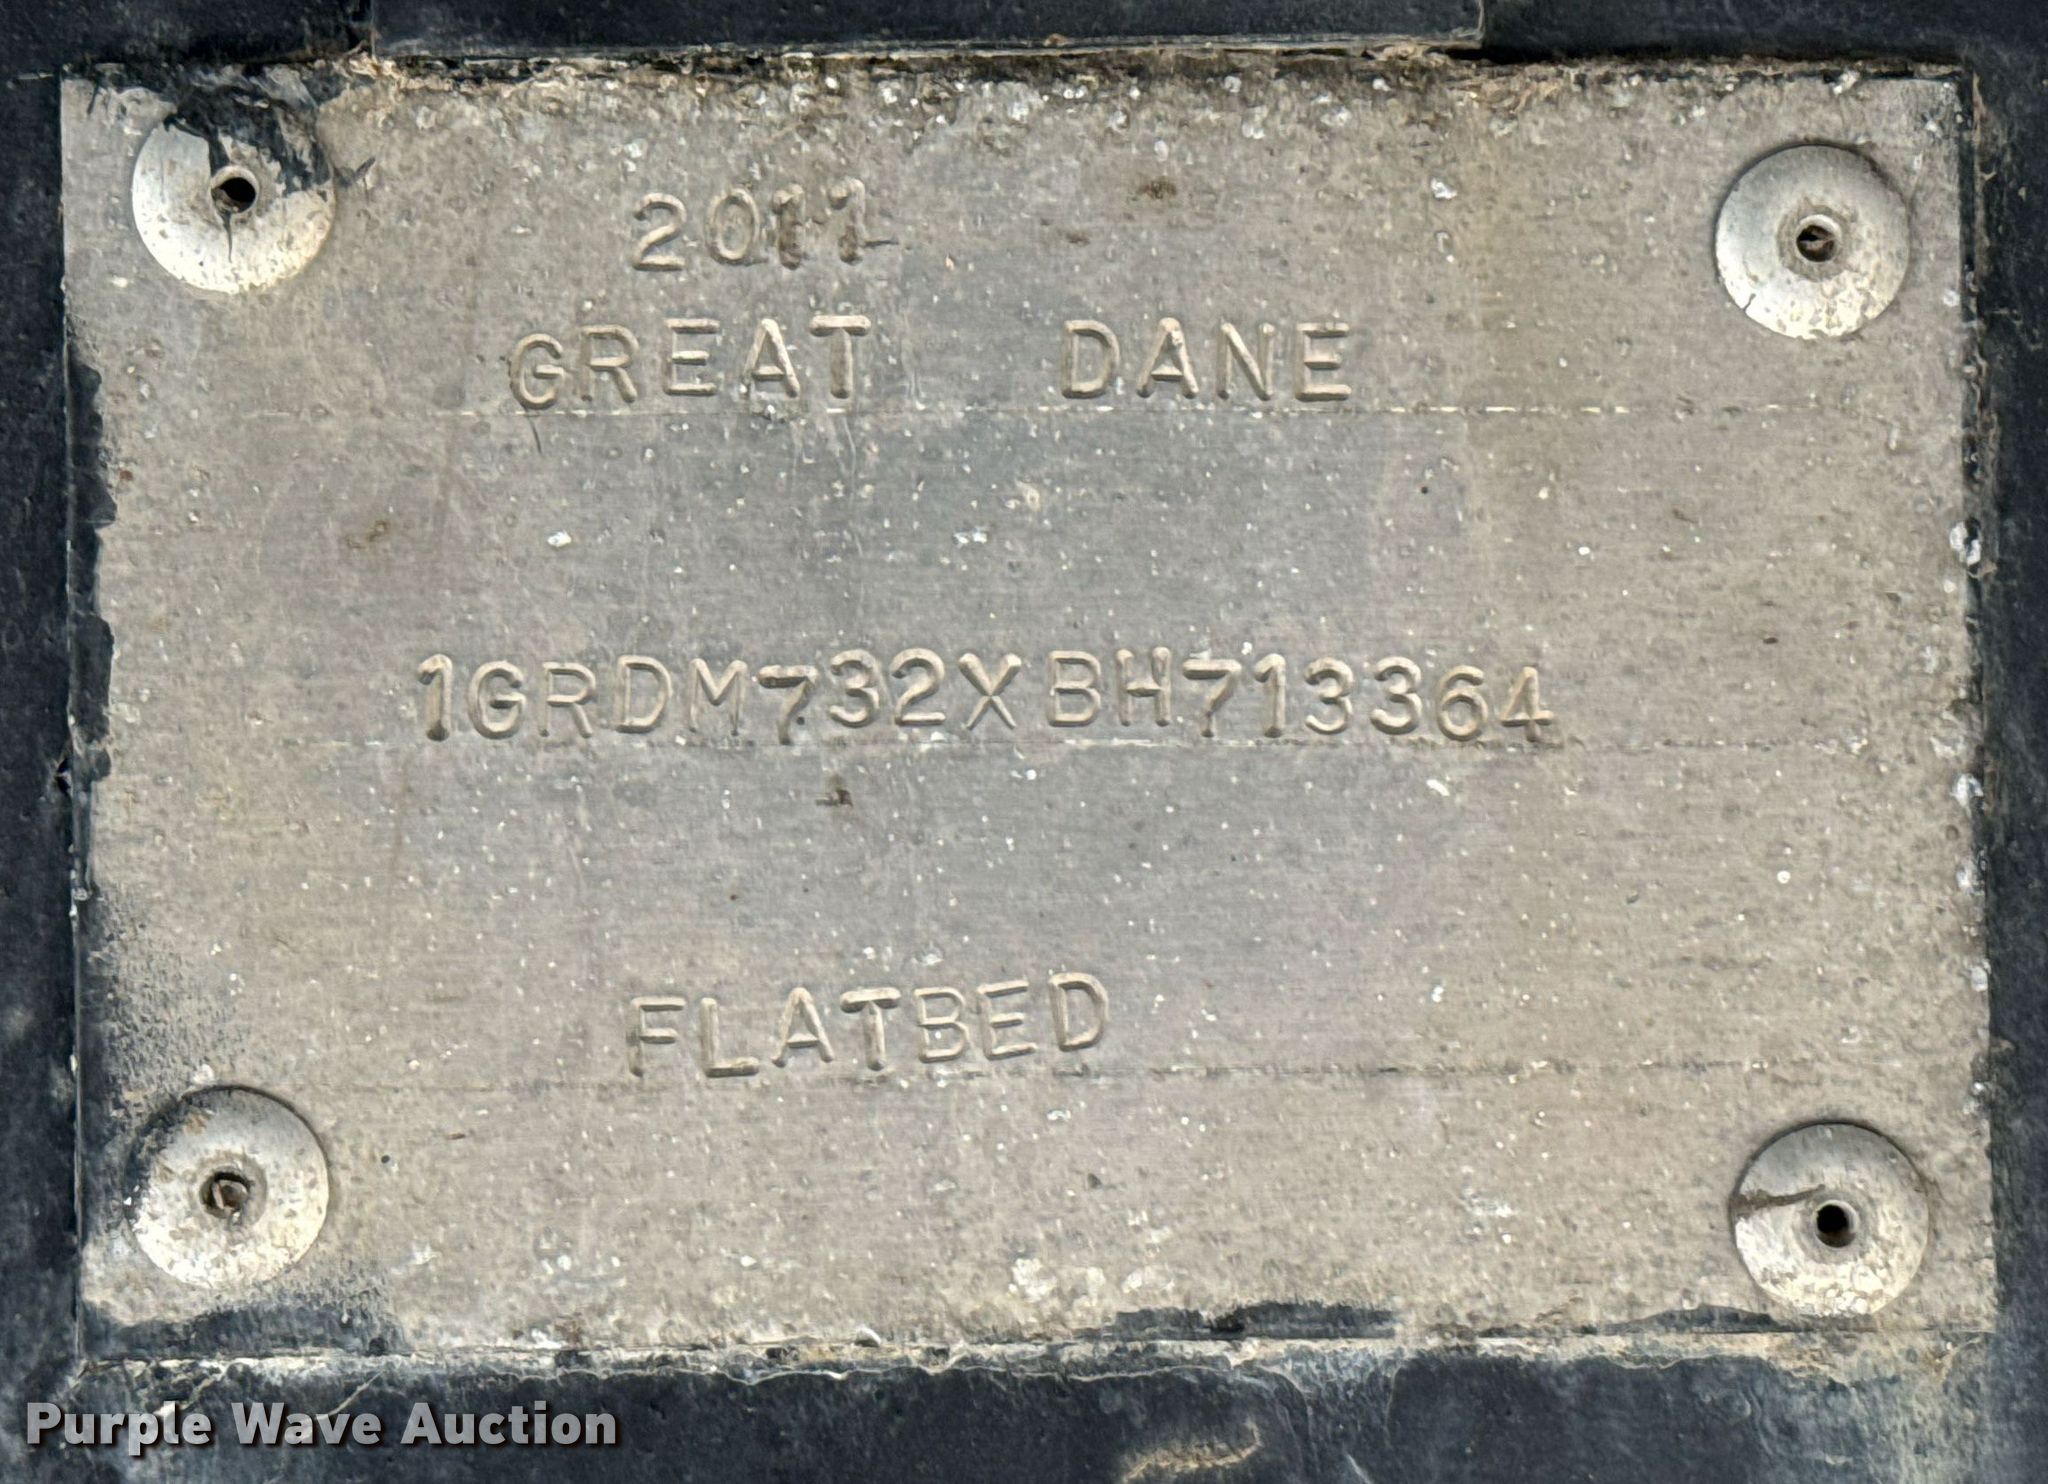 2011
GREAT DANE
1GRDM732XBH713364
FLATBED
Purple Wave Auction